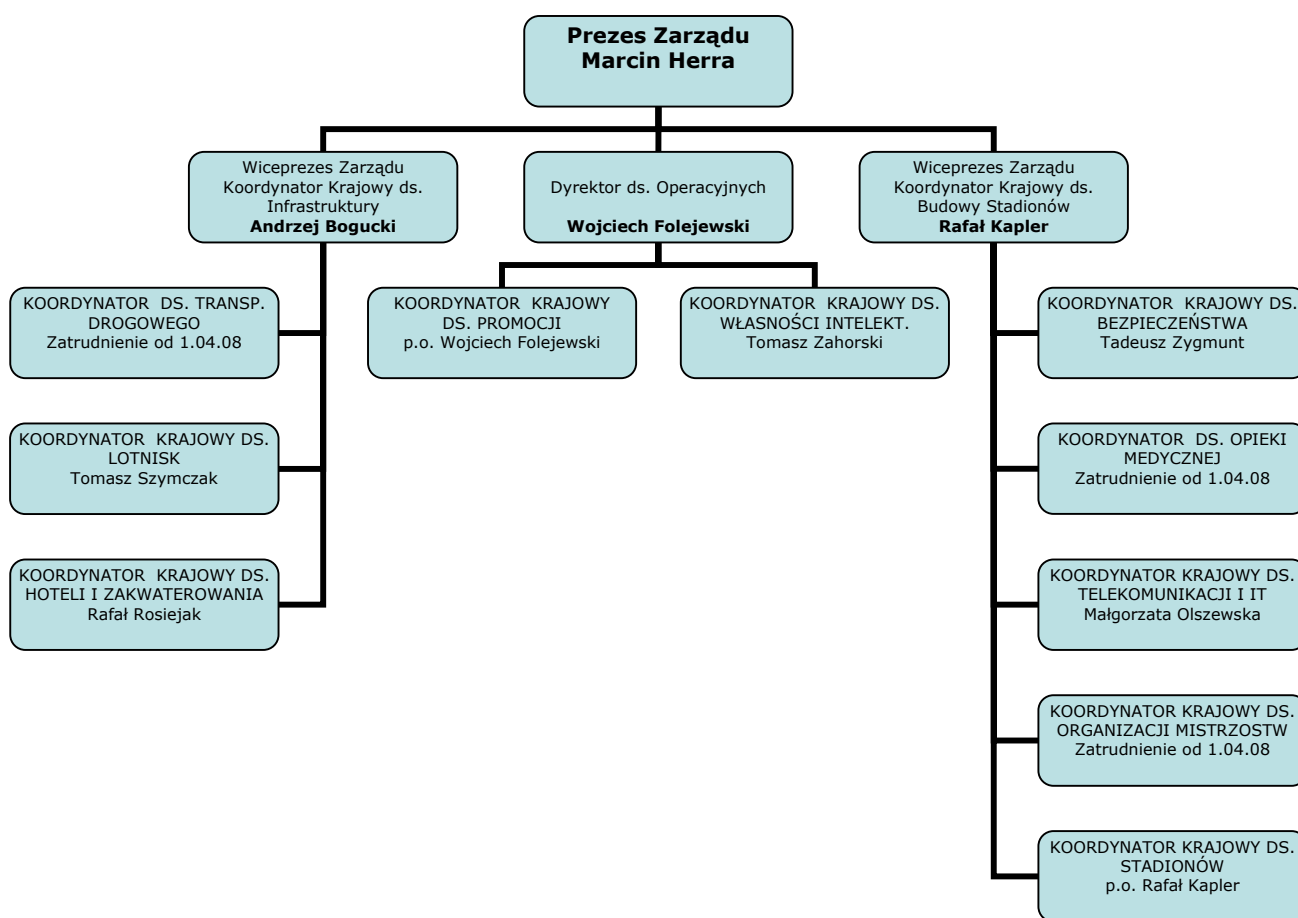 Prezes Zarządu
Marcin Herra
Wiceprezes Zarządu
Koordynator Krajowy ds.
Infrastruktury
Andrzej Bogucki
Dyrektor ds. Operacyjnych
Wojciech Folejewski
Wiceprezes Zarządu
Koordynator Krajowy ds.
Budowy Stadionów
Rafał Kapler
KOORDYNATOR DS. TRANSP.
DROGOWEGO
Zatrudnienie od 1.04.08
KOORDYNATOR KRAJOWY DS.
LOTNISK
Tomasz Szymczak
KOORDYNATOR KRAJOWY DS.
HOTELI I ZAKWATEROWANIA
Rafał Rosiejak
KOORDYNATOR KRAJOWY
DS. PROMOCJI
p.o. Wojciech Folejewski
KOORDYNATOR KRAJOWY DS.
WŁASNOŚCI INTELEKT.
Tomasz Zahorski
KOORDYNATOR KRAJOWY DS.
BEZPIECZEŃSTWA
Tadeusz Zygmunt
KOORDYNATOR DS. OPIEKI
MEDYCZNEJ
Zatrudnienie od 1.04.08
KOORDYNATOR KRAJOWY DS.
TELEKOMUNIKACJI I IT
Małgorzata Olszewska
KOORDYNATOR KRAJOWY DS.
ORGANIZACJI MISTRZOSTW
Zatrudnienie od 1.04.08
KOORDYNATOR KRAJOWY DS.
STADIONÓW
p.o. Rafał Kapler